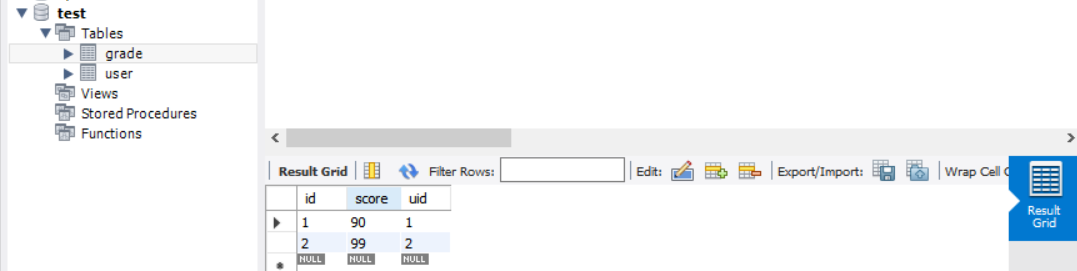 test
Tables
grade
user
Views
Stored Procedures
Functions
Result Grid Filter Rows: Edit: Export/Import: Wrap Cell
id score uid
1 90 1
2 99 2
NULL NULL NULL
Result
Grid